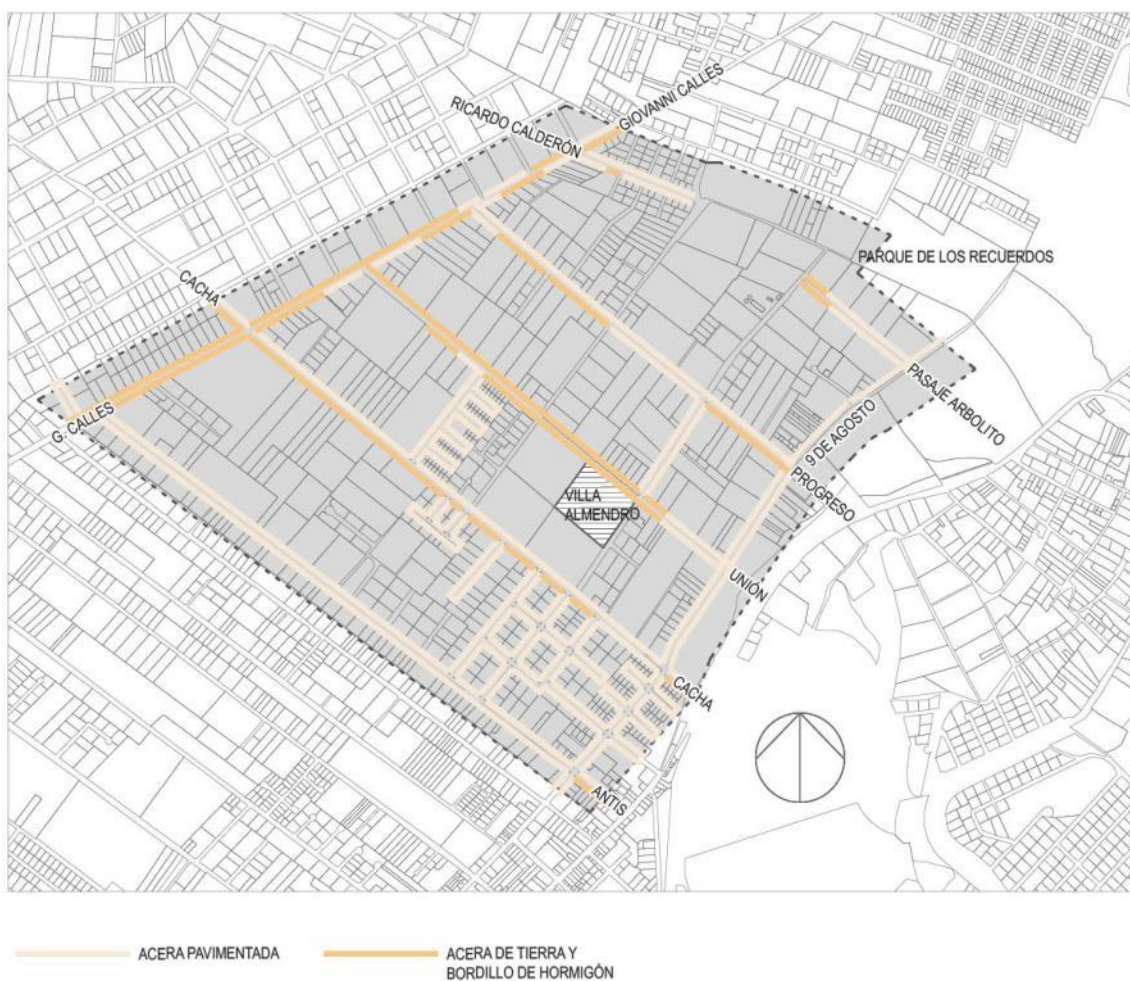 GIOVANNI CALLES
RICARDO CALDERÓN
PARQUE DE LOS RECUERDOS
CACHA
PASAJE ARBOLITO
G. CALLES
9 DE AGOSTO
PROGRESO
VILLA
ALMENDRO
UNIÓN
CACHA
ANTIS
ACERA PAVIMENTADA
ACERA DE TIERRA Y
BORDILLO DE HORMIGÓN